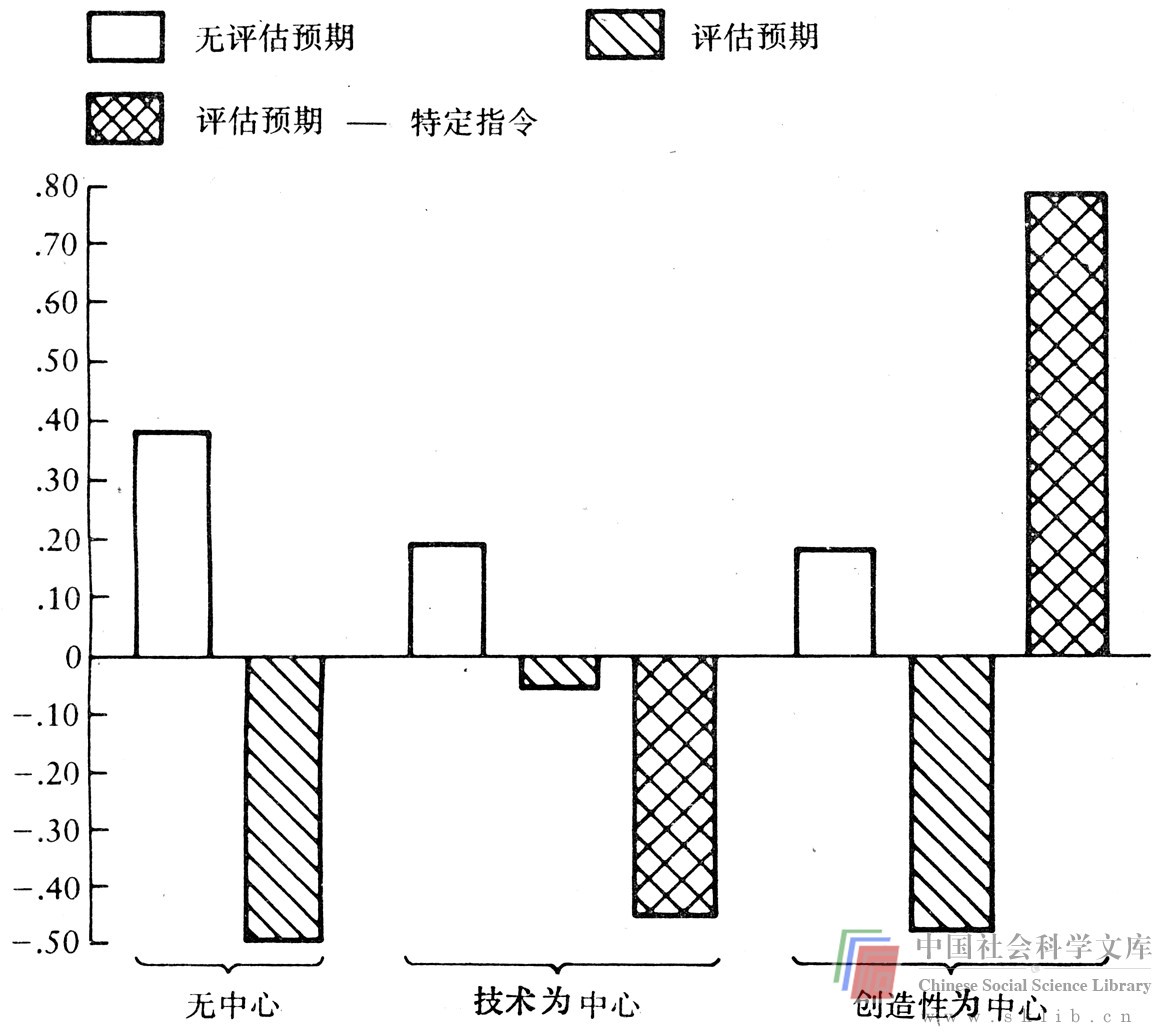 无评估预期
评估预期
评估预期 — 特定指令
.80
.70
.60
.50
.40
.30
.20
.10
0
-.10
-.20
-.30
-.40
-.50
无中心
技术为中心
创造性为中心
中国社会科学文库
Chinese Social Science Library
www.sklib.cn